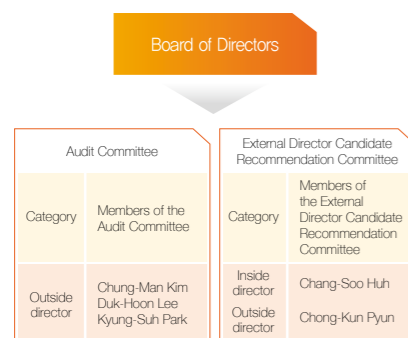 Board of Directors
Audit Committee
Category
Members of the
Audit Committee
Outside
director
Chung-Man Kim
Duk-Hoon Lee
Kyung-Suh Park
External Director Candidate
Recommendation Committee
Category
Members of
the External
Director Candidate
Recommendation
Committee
Inside
director
Chang-Soo Huh
Outside
director
Chong-Kun Pyun